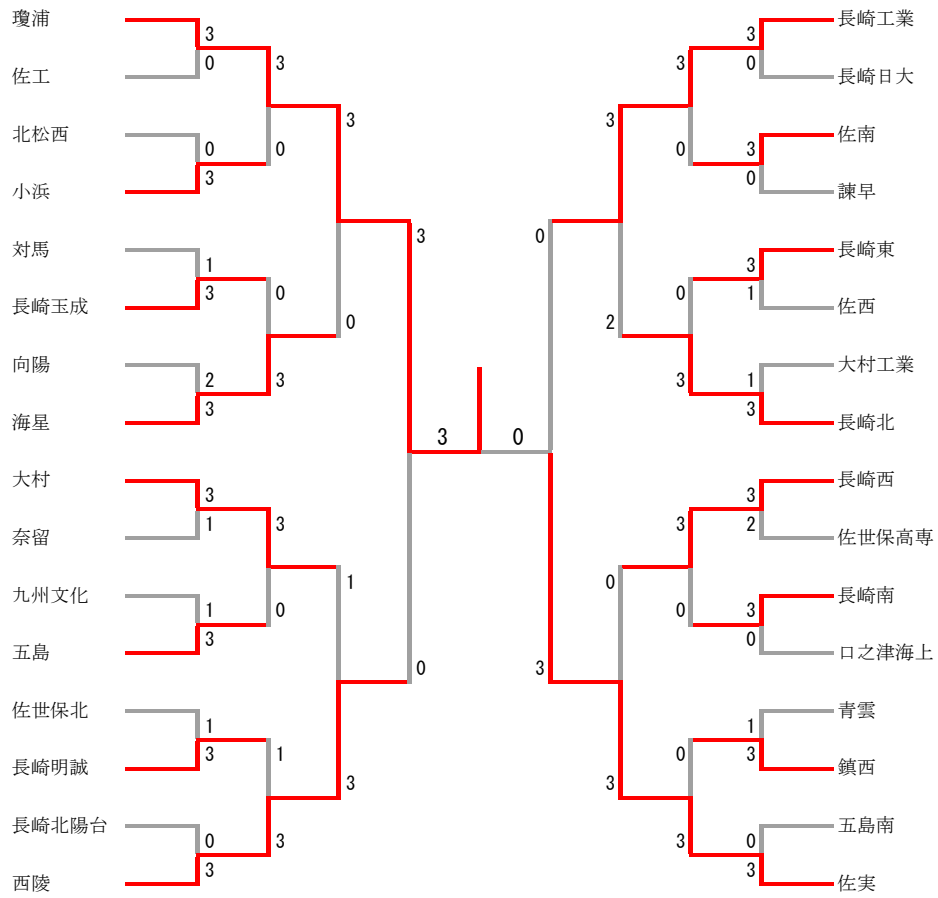 瓊浦
3
0
佐工
3
北松西
0
0
3
小浜
3
対馬
1
3
長崎玉成
0
0
向陽
2
3
3
海星
3
大村
3
1
奈留
3
九州文化
1
0
3
五島
1
佐世保北
1
3
長崎明誠
1
3
長崎北陽台
0
3
3
西陵
0
3
0
長崎工業
3
0
長崎日大
3
佐南
3
0
0
諫早
3
長崎東
3
1
佐西
0
2
大村工業
1
3
3
長崎北
0
長崎西
3
2
佐世保高専
3
長崎南
3
0
0
口之津海上
0
青雲
1
3
鎮西
0
3
五島南
0
3
3
佐実
3